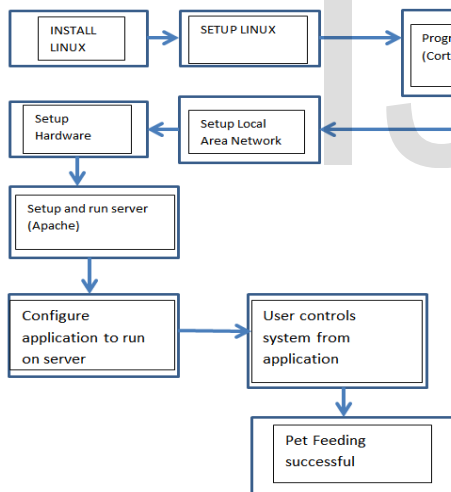 INSTALL
LINUX
SETUP LINUX
(Cort
Setup Local
Area Network
Setup
Hardware
Setup and run server
(Apache)
Configure
application to run
on server
User controls
system from
application
Pet Feeding
successful